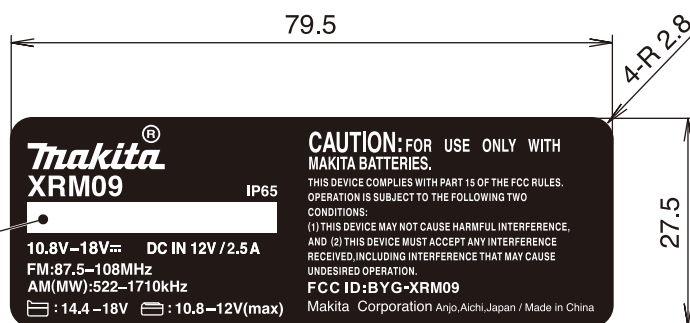 79.5
4-R 2.8
27.5
Makita®
XRM09
IP65
10.8V–18V⎓ DC IN 12V / 2.5 A
FM:87.5–108MHz
AM(MW):522–1710kHz
: 14.4 –18V : 10.8–12V(max)
CAUTION: FOR USE ONLY WITH
MAKITA BATTERIES.
THIS DEVICE COMPLIES WITH PART 15 OF THE FCC RULES.
OPERATION IS SUBJECT TO THE FOLLOWING TWO
CONDITIONS:
(1) THIS DEVICE MAY NOT CAUSE HARMFUL INTERFERENCE,
AND (2) THIS DEVICE MUST ACCEPT ANY INTERFERENCE
RECEIVED,INCLUDING INTERFERENCE THAT MAY CAUSE
UNDESIRED OPERATION.
FCC ID:BYG-XRM09
Makita Corporation Anjo,Aichi,Japan / Made in China